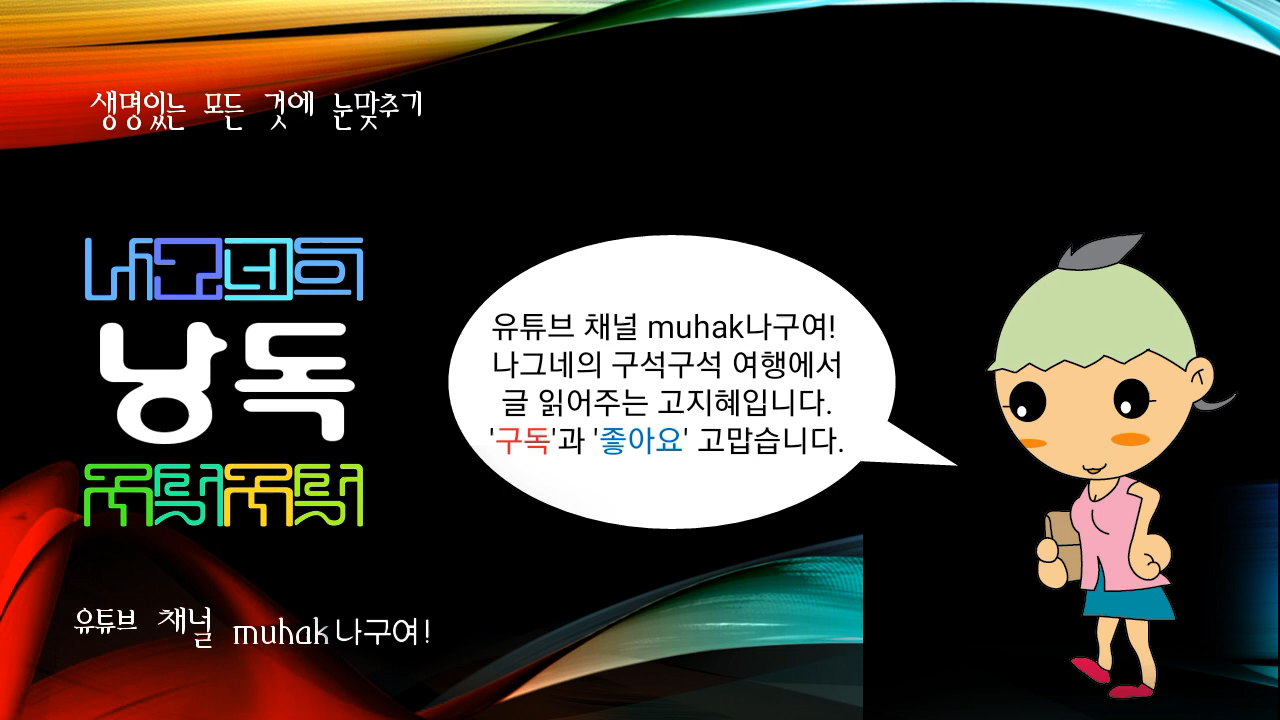 생명있는 모든 것에 눈맞추기
나그네의
낭독
구석구석
유튜브 채널 muhak나구여!
나그네의 구석구석 여행에서
글 읽어주는 고지혜입니다.
'구독'과 '좋아요' 고맙습니다.
유튜브 채널 muhak나구여!